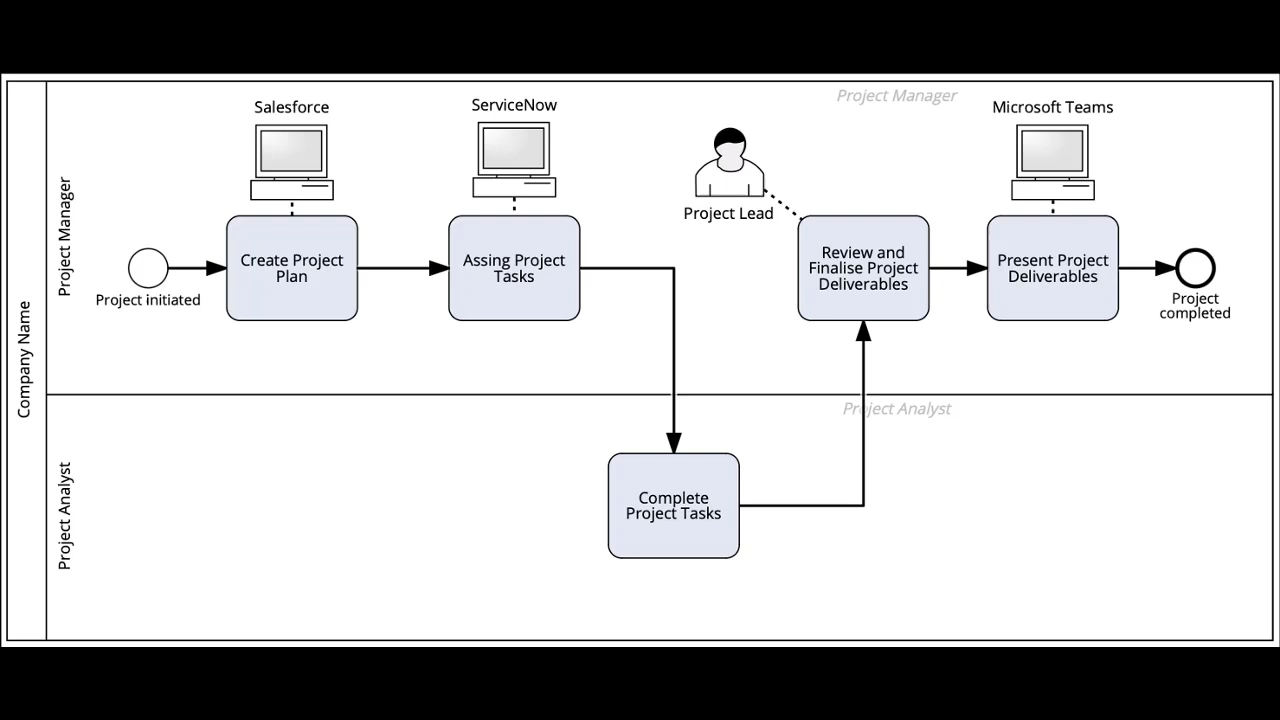 Salesforce
ServiceNow
Project Manager
Microsoft Teams
Project Lead
Company Name
Project Manager
Project initiated
Create Project
Plan
Assing Project
Tasks
Review and
Finalise Project
Deliverables
Present Project
Deliverables
Project
completed
Project Analyst
Project Analyst
Complete
Project Tasks